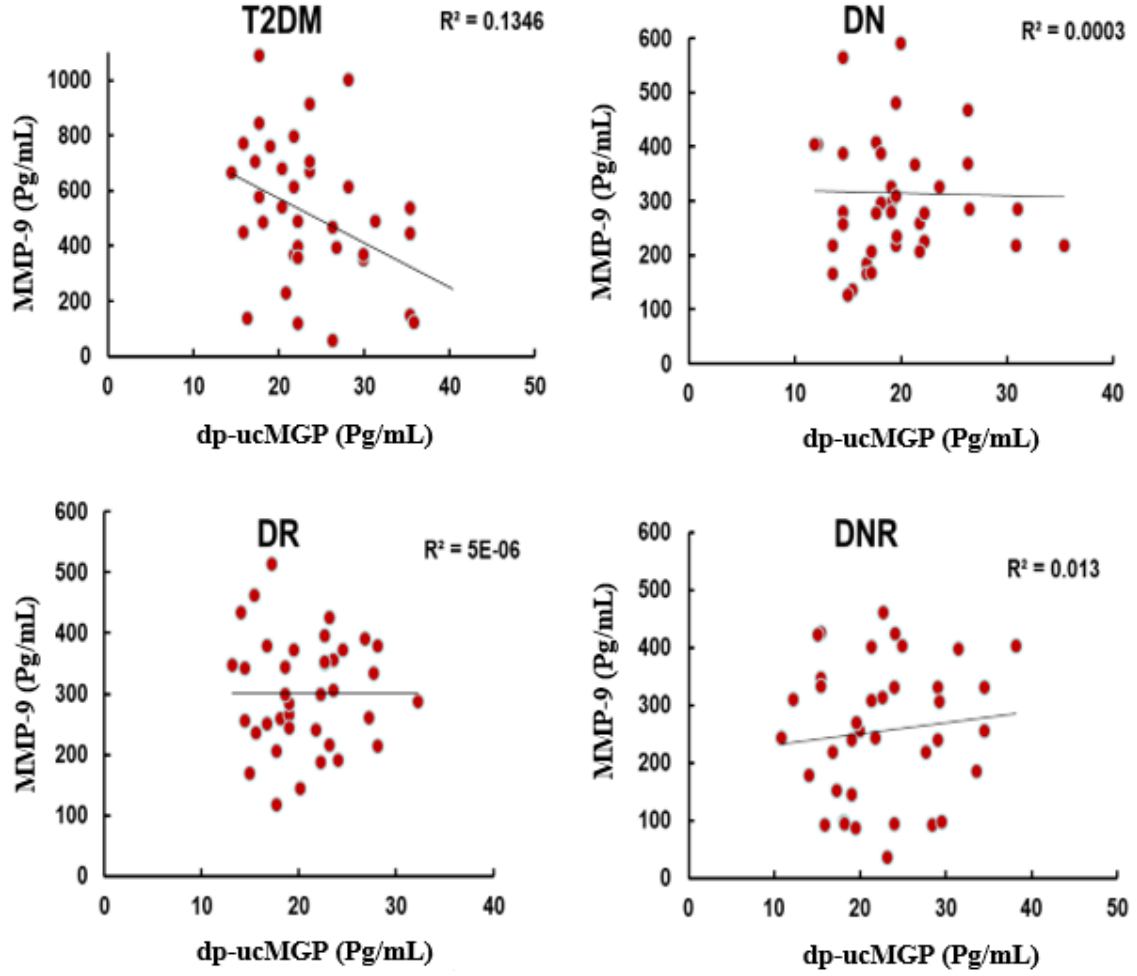 T2DM
R² = 0.1346
MMP-9 (Pg/mL)
1000
800
600
400
200
0
0 10 20 30 40 50
dp-ucMGP (Pg/mL)
DN
R² = 0.0003
MMP-9 (Pg/mL)
600
500
400
300
200
100
0
0 10 20 30 40
dp-ucMGP (Pg/mL)
DR
R² = 5E-06
MMP-9 (Pg/mL)
600
500
400
300
200
100
0
0 10 20 30 40
dp-ucMGP (Pg/mL)
DNR
R² = 0.013
MMP-9 (Pg/mL)
600
500
400
300
200
100
0
0 10 20 30 40 50
dp-ucMGP (Pg/mL)